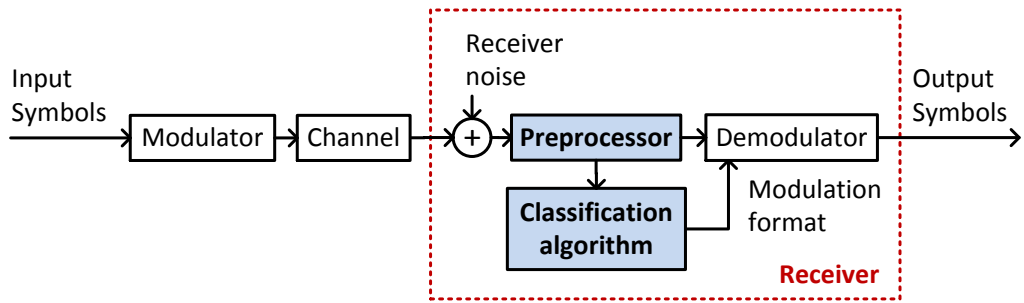 Input
Symbols
Modulator
Channel
Receiver
noise
+
Preprocessor
Demodulator
Output
Symbols
Classification
algorithm
Modulation
format
Receiver